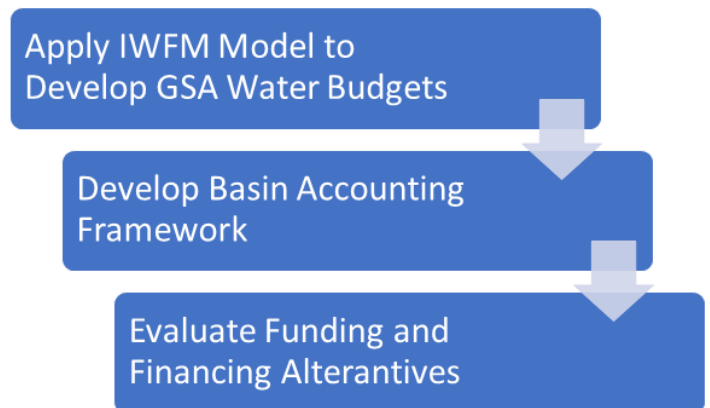 Apply IWFM Model to
Develop GSA Water Budgets
Develop Basin Accounting
Framework
Evaluate Funding and
Financing Alterantives